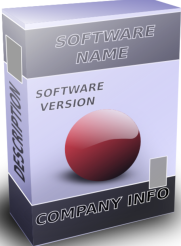 SOFTWARE
NAME
SOFTWARE
VERSION
DESCRIPTION
COMPANY INFO